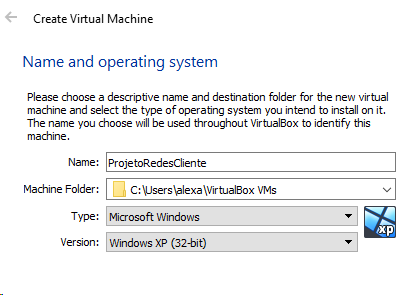 Create Virtual Machine
Name and operating system
Please choose a descriptive name and destination folder for the new virtual
machine and select the type of operating system you intend to install on it.
The name you choose will be used throughout VirtualBox to identify this
machine.
Name: ProjetoRedesCliente
Machine Folder: C:\Users\alexa\VirtualBox VMs
Type: Microsoft Windows
Version: Windows XP (32-bit)
xp